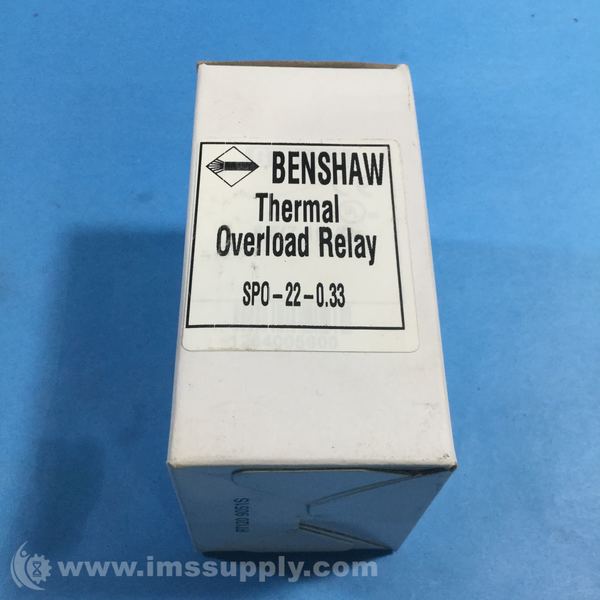 BENSHAW
Thermal
Overload Relay
SPO-22-0.33
www.imssupply.com